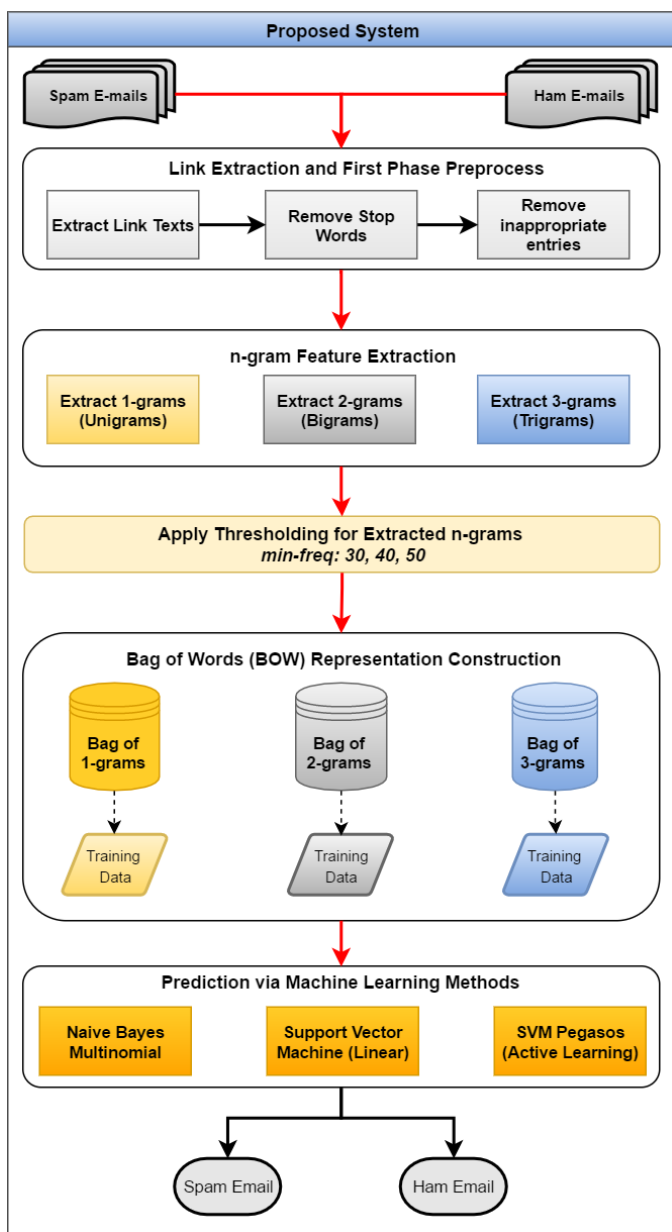 Proposed System
Spam E-mails
Ham E-mails
Link Extraction and First Phase Preprocess
Extract Link Texts
Remove Stop
Words
Remove
inappropriate
entries
n-gram Feature Extraction
Extract 1-grams
(Unigrams)
Extract 2-grams
(Bigrams)
Extract 3-grams
(Trigrams)
Apply Thresholding for Extracted n-grams
min-freq: 30, 40, 50
Bag of Words (BOW) Representation Construction
Bag of
1-grams
Bag of
2-grams
Bag of
3-grams
Training
Data
Training
Data
Training
Data
Prediction via Machine Learning Methods
Naive Bayes
Multinomial
Support Vector
Machine (Linear)
SVM Pegasos
(Active Learning)
Spam Email
Ham Email